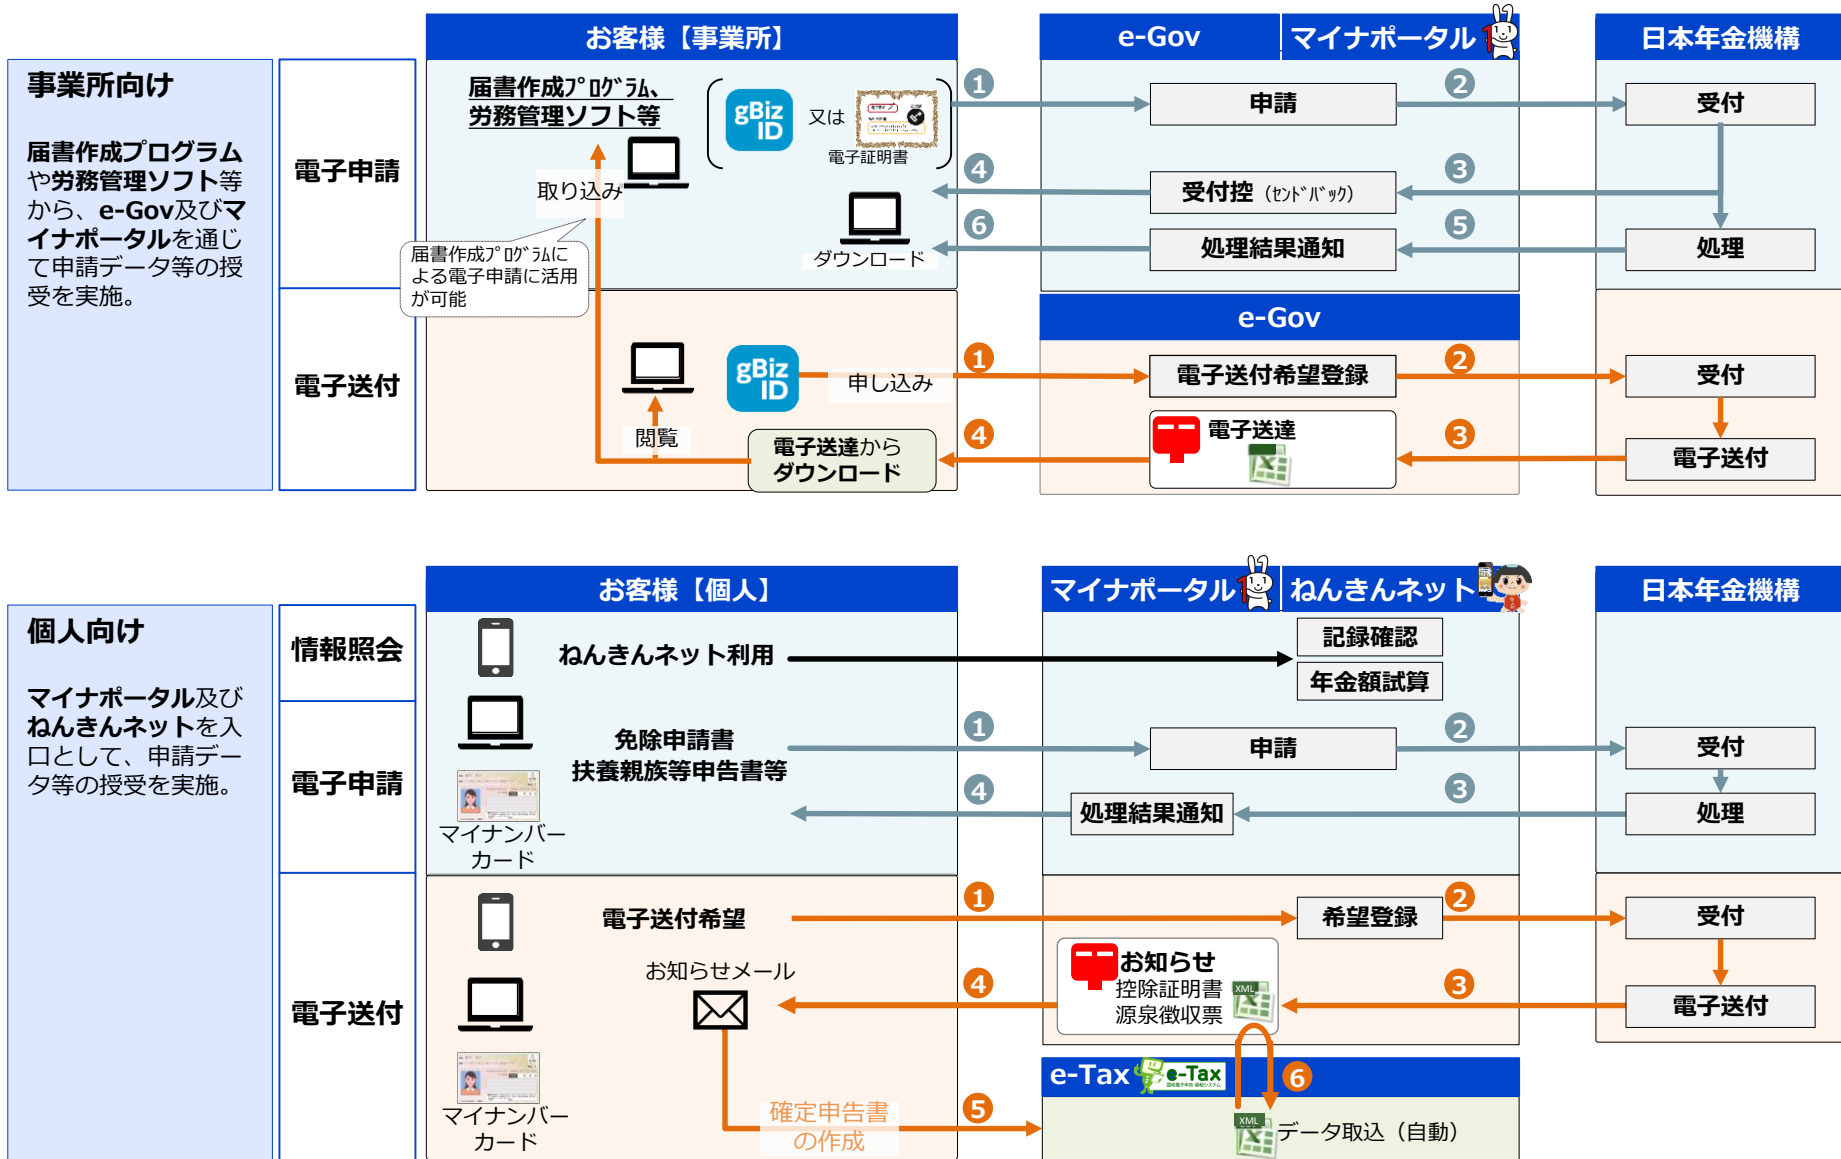 お客様【事業所】
e-Gov
マイナポータル
日本年金機構
事業所向け
届書作成プログラム
や労務管理ソフト等
から、e-Gov及びマ
イナポータルを通じ
て申請データ等の授
受を実施。
電子申請
届書作成ﾌﾟﾛｸﾞﾗﾑ、
労務管理ソフト等
gBiz
ID
又は
電子証明書
取り込み
ダウンロード
届書作成ﾌﾟﾛｸﾞﾗﾑに
よる電子申請に活用
が可能
1
申請
2
受付
4
受付控（ｾﾝﾄﾞﾊﾞｯｸ）
3
6
処理結果通知
5
処理
e-Gov
電子送付
gBiz
ID
申し込み
1
電子送付希望登録
2
受付
閲覧
電子送達から
ダウンロード
4
電子送達
3
電子送付
お客様【個人】
マイナポータル
ねんきんネット
日本年金機構
個人向け
マイナポータル及び
ねんきんネットを入
口として、申請デー
タ等の授受を実施。
情報照会
ねんきんネット利用
記録確認
年金額試算
電子申請
マイナンバー
カード
免除申請書
扶養親族等申告書等
1
申請
2
受付
4
処理結果通知
3
処理
電子送付
電子送付希望
1
希望登録
2
受付
お知らせメール
4
お知らせ
控除証明書
源泉徴収票
XML
3
電子送付
マイナンバー
カード
確定申告書
の作成
5
e-Tax
e-Tax
6
XML
データ取込（自動）